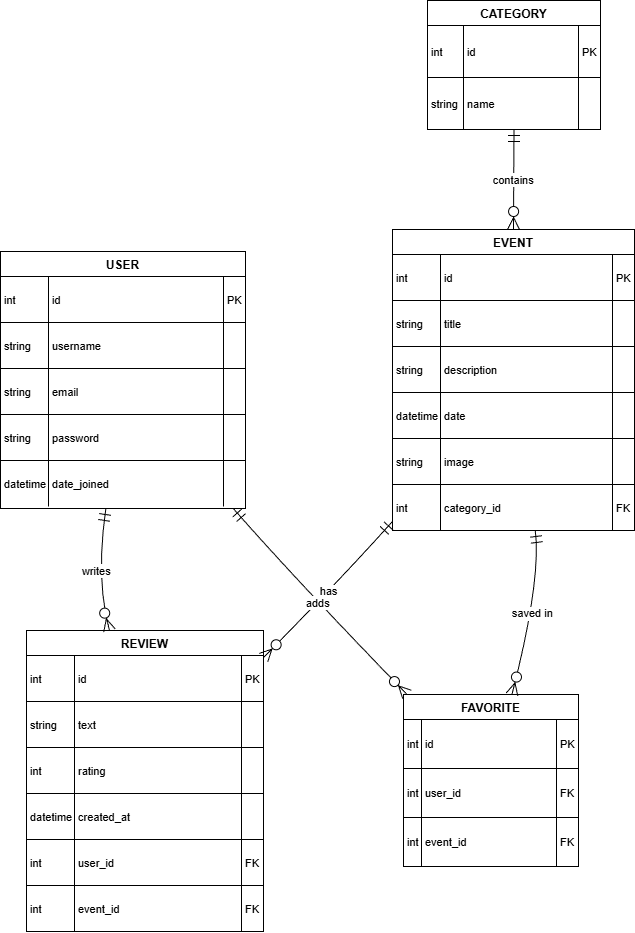 CATEGORY
int id PK
string name
contains
EVENT
int id PK
string title
string description
datetime date
string image
int category_id FK
USER
int id PK
string username
string email
string password
datetime date_joined
writes
has
adds
saved in
REVIEW
int id PK
string text
int rating
datetime created_at
int user_id FK
int event_id FK
FAVORITE
int id PK
int user_id FK
int event_id FK